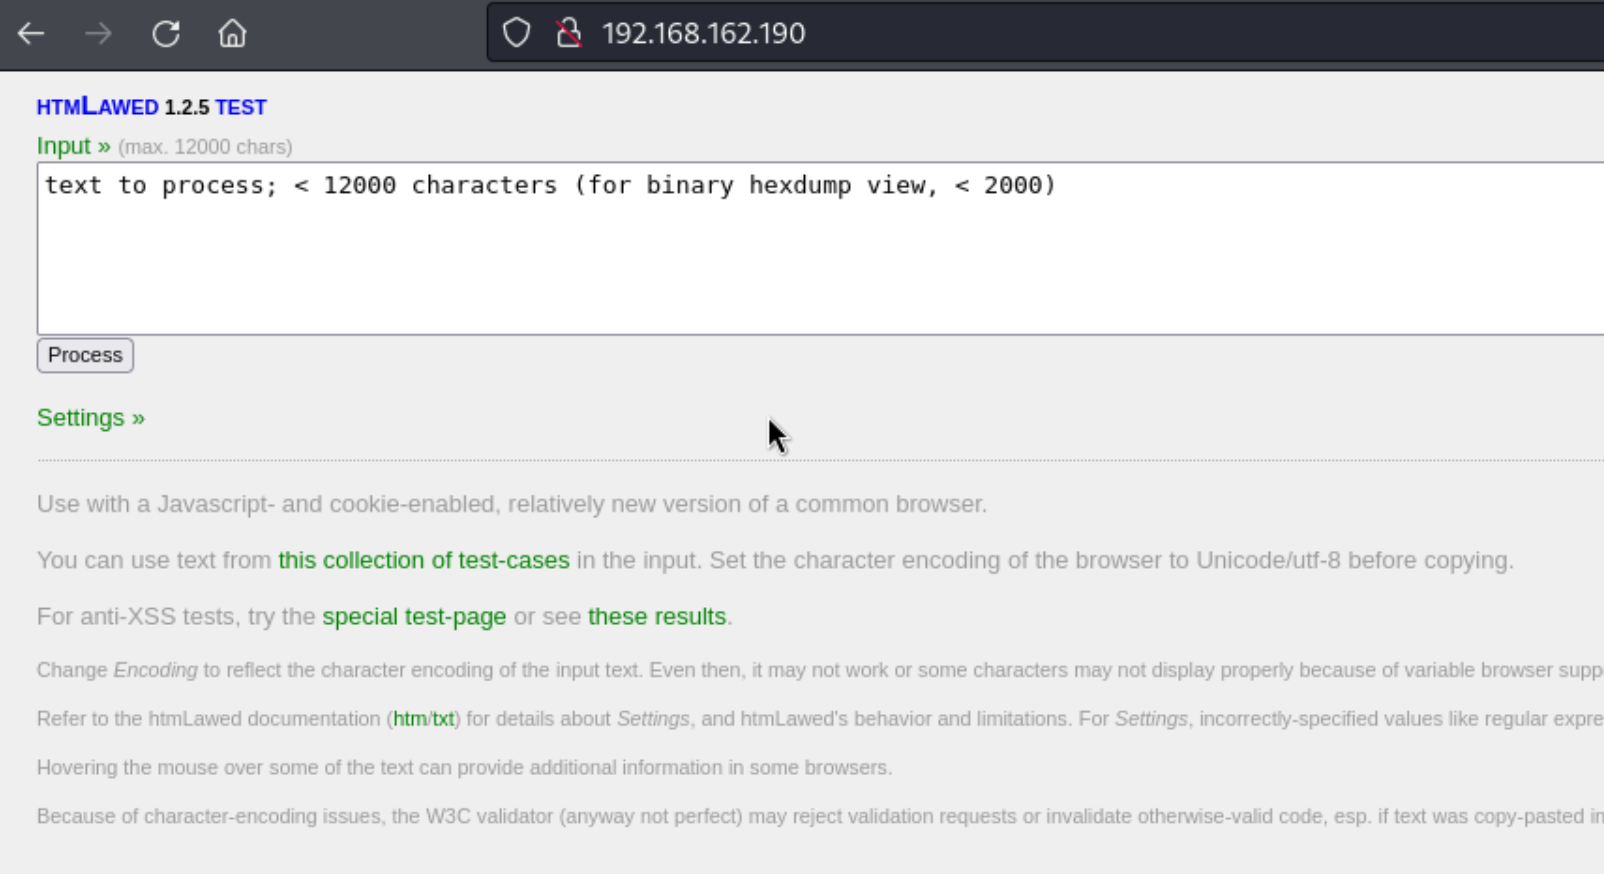 192.168.162.190
HTMLAWED 1.2.5 TEST
Input » (max. 12000 chars)
text to process; < 12000 characters (for binary hexdump view, < 2000)
Process
Settings »
Use with a Javascript- and cookie-enabled, relatively new version of a common browser.
You can use text from this collection of test-cases in the input. Set the character encoding of the browser to Unicode/utf-8 before copying.
For anti-XSS tests, try the special test-page or see these results.
Change Encoding to reflect the character encoding of the input text. Even then, it may not work or some characters may not display properly because of variable browser supp
Refer to the htmLawed documentation (htm/txt) for details about Settings, and htmLawed's behavior and limitations. For Settings, incorrectly-specified values like regular expre
Hovering the mouse over some of the text can provide additional information in some browsers.
Because of character-encoding issues, the W3C validator (anyway not perfect) may reject validation requests or invalidate otherwise-valid code, esp. if text was copy-pasted in